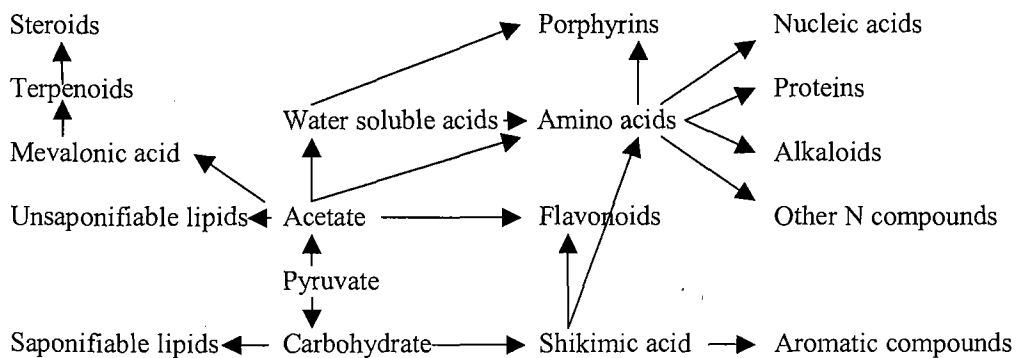 Steroids
Porphyrins
Nucleic acids
Terpenoids
Proteins
Water soluble acids
Amino acids
Mevalonic acid
Alkaloids
Unsaponifiable lipids
Acetate
Flavonoids
Other N compounds
Pyruvate
Saponifiable lipids
Carbohydrate
Shikimic acid
Aromatic compounds